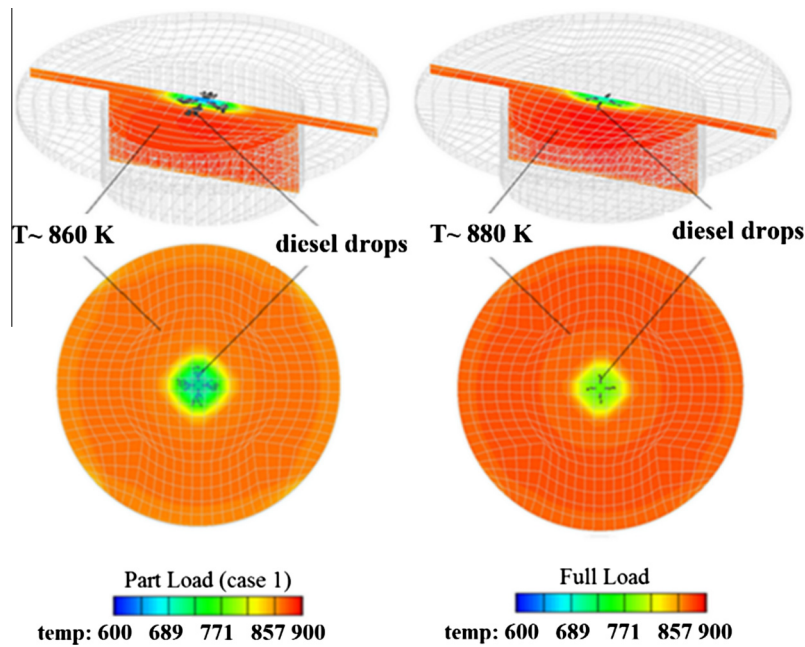 T~ 860 K
diesel drops
T~ 880 K
diesel drops
Part Load (case 1)
temp: 600 689 771 857 900
Full Load
temp: 600 689 771 857 900